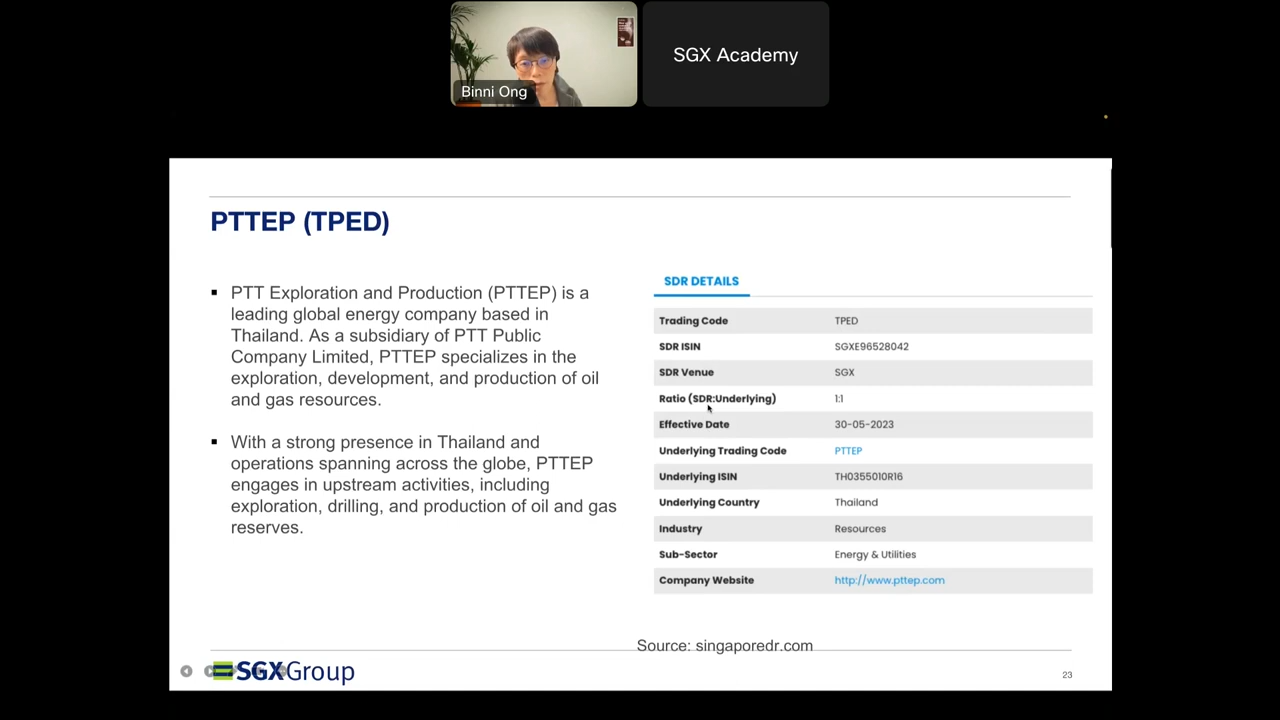 SGX Academy
Binni Ong
PTTEP (TPED)
PTT Exploration and Production (PTTEP) is a
leading global energy company based in
Thailand. As a subsidiary of PTT Public
Company Limited, PTTEP specializes in the
exploration, development, and production of oil
and gas resources.
With a strong presence in Thailand and
operations spanning across the globe, PTTEP
engages in upstream activities, including
exploration, drilling, and production of oil and gas
reserves.
SDR DETAILS
Trading Code TPED
SDR ISIN SGXE96528042
SDR Venue SGX
Ratio (SDR:Underlying) 1:1
Effective Date 30-05-2023
Underlying Trading Code PTTEP
Underlying ISIN TH0355010R16
Underlying Country Thailand
Industry Resources
Sub-Sector Energy & Utilities
Company Website http://www.pttep.com
Source: singaporedr.com
SGXGroup
23